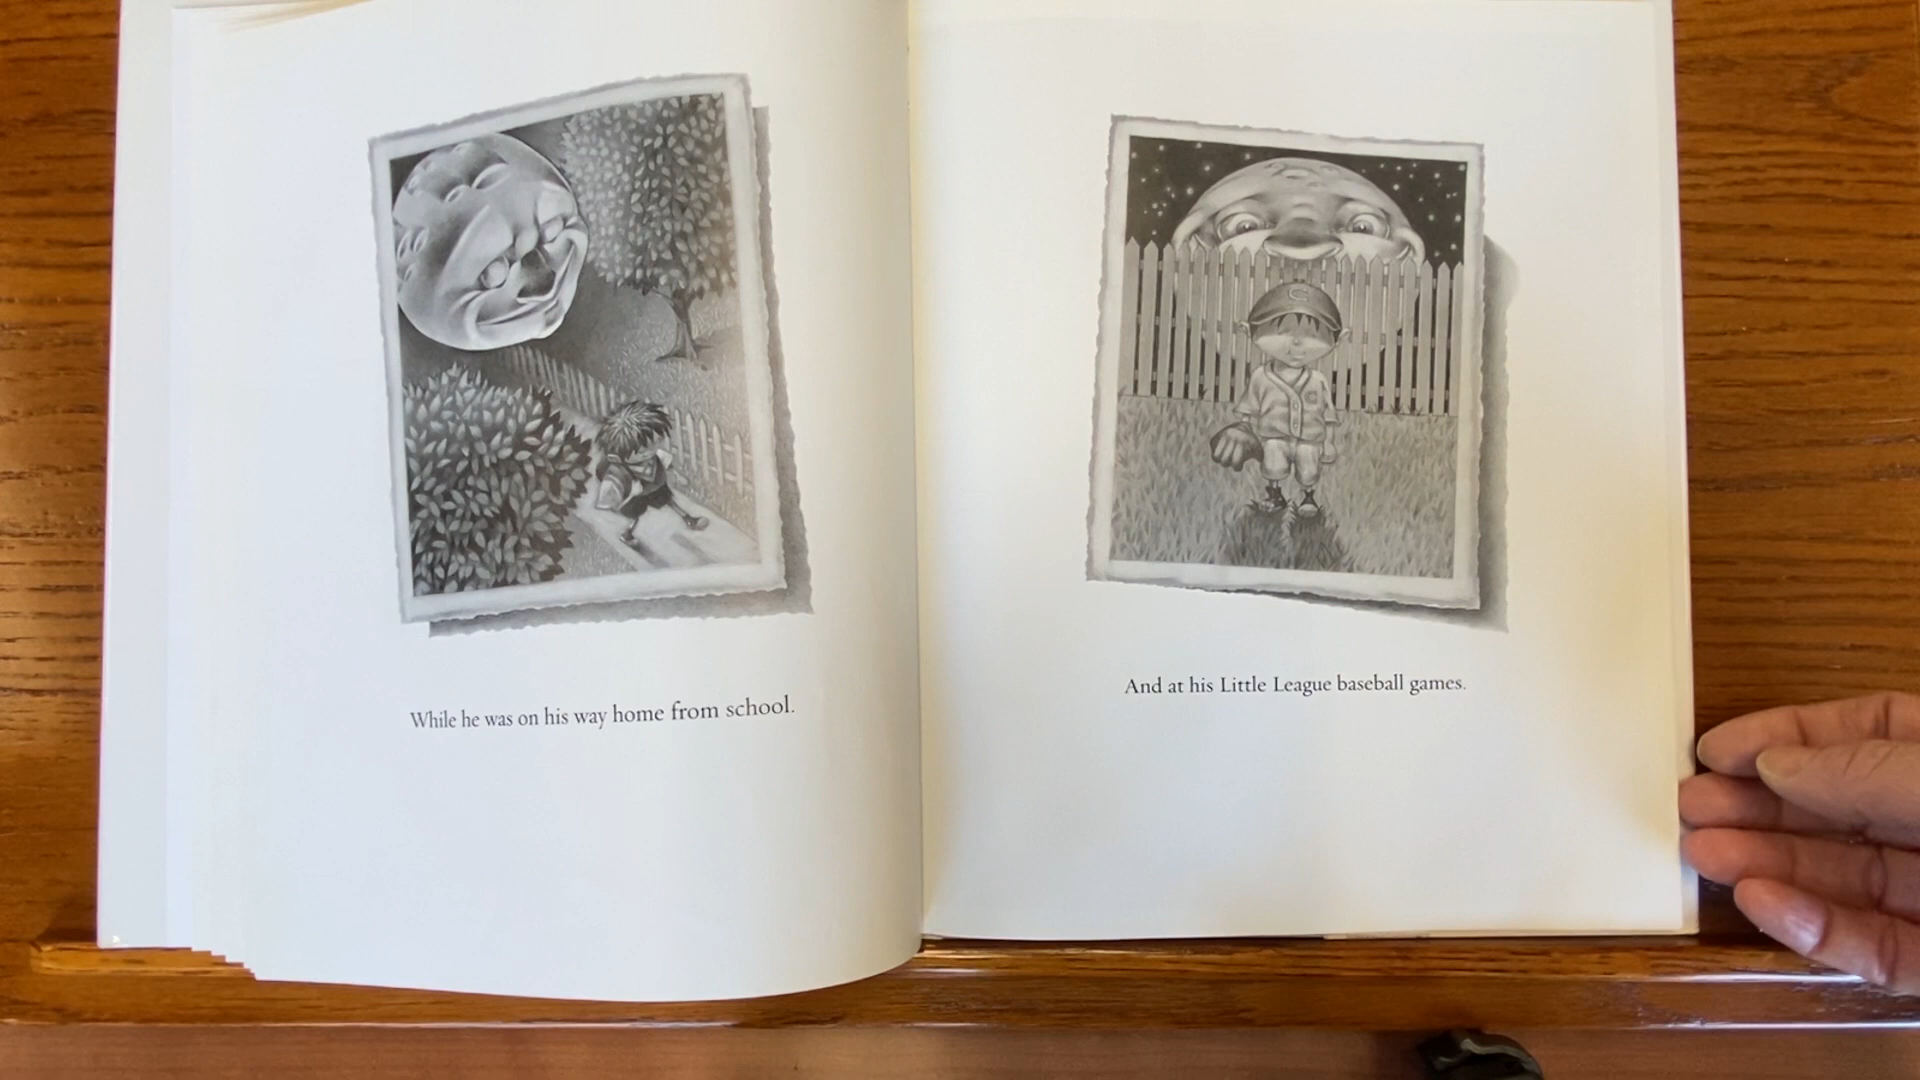 While he was on his way home from school.
C
And at his Little League baseball games.